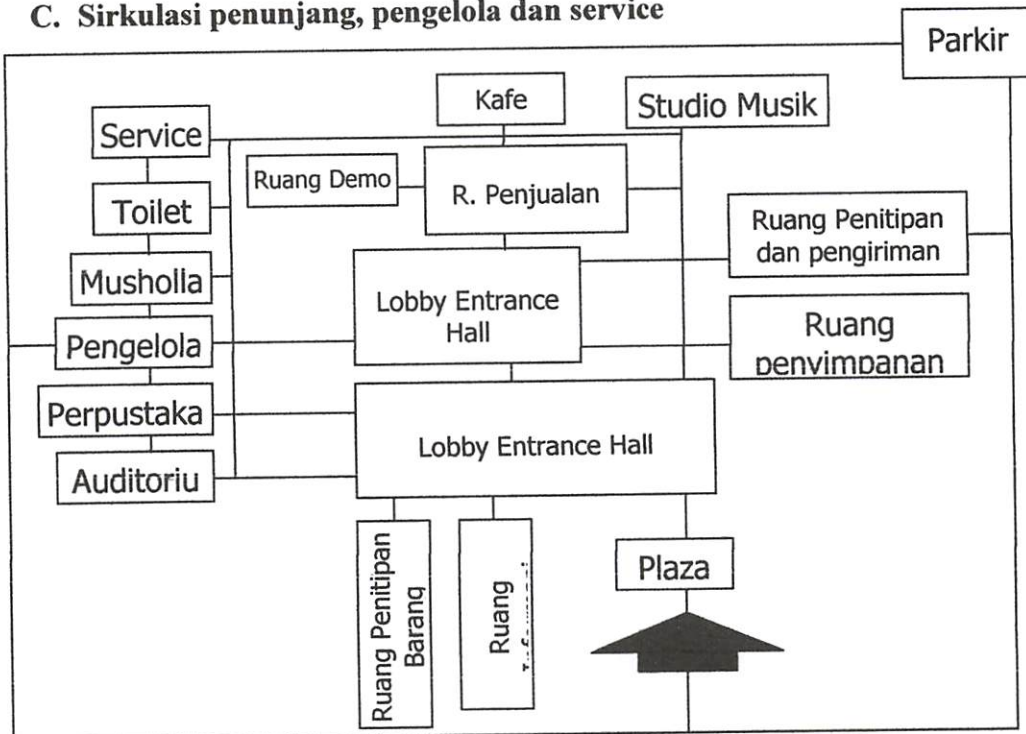 C. Sirkulasi penunjang, pengelola dan service
Parkir
Kafe
Studio Musik
Service
Ruang Demo
R. Penjualan
Toilet
Ruang Penitipan
dan pengiriman
Musholla
Lobby Entrance
Hall
Ruang
penyimpanan
Pengelola
Perpustaka
Lobby Entrance Hall
Auditoriu
Ruang Penitipan
Barang
Ruang
Plaza